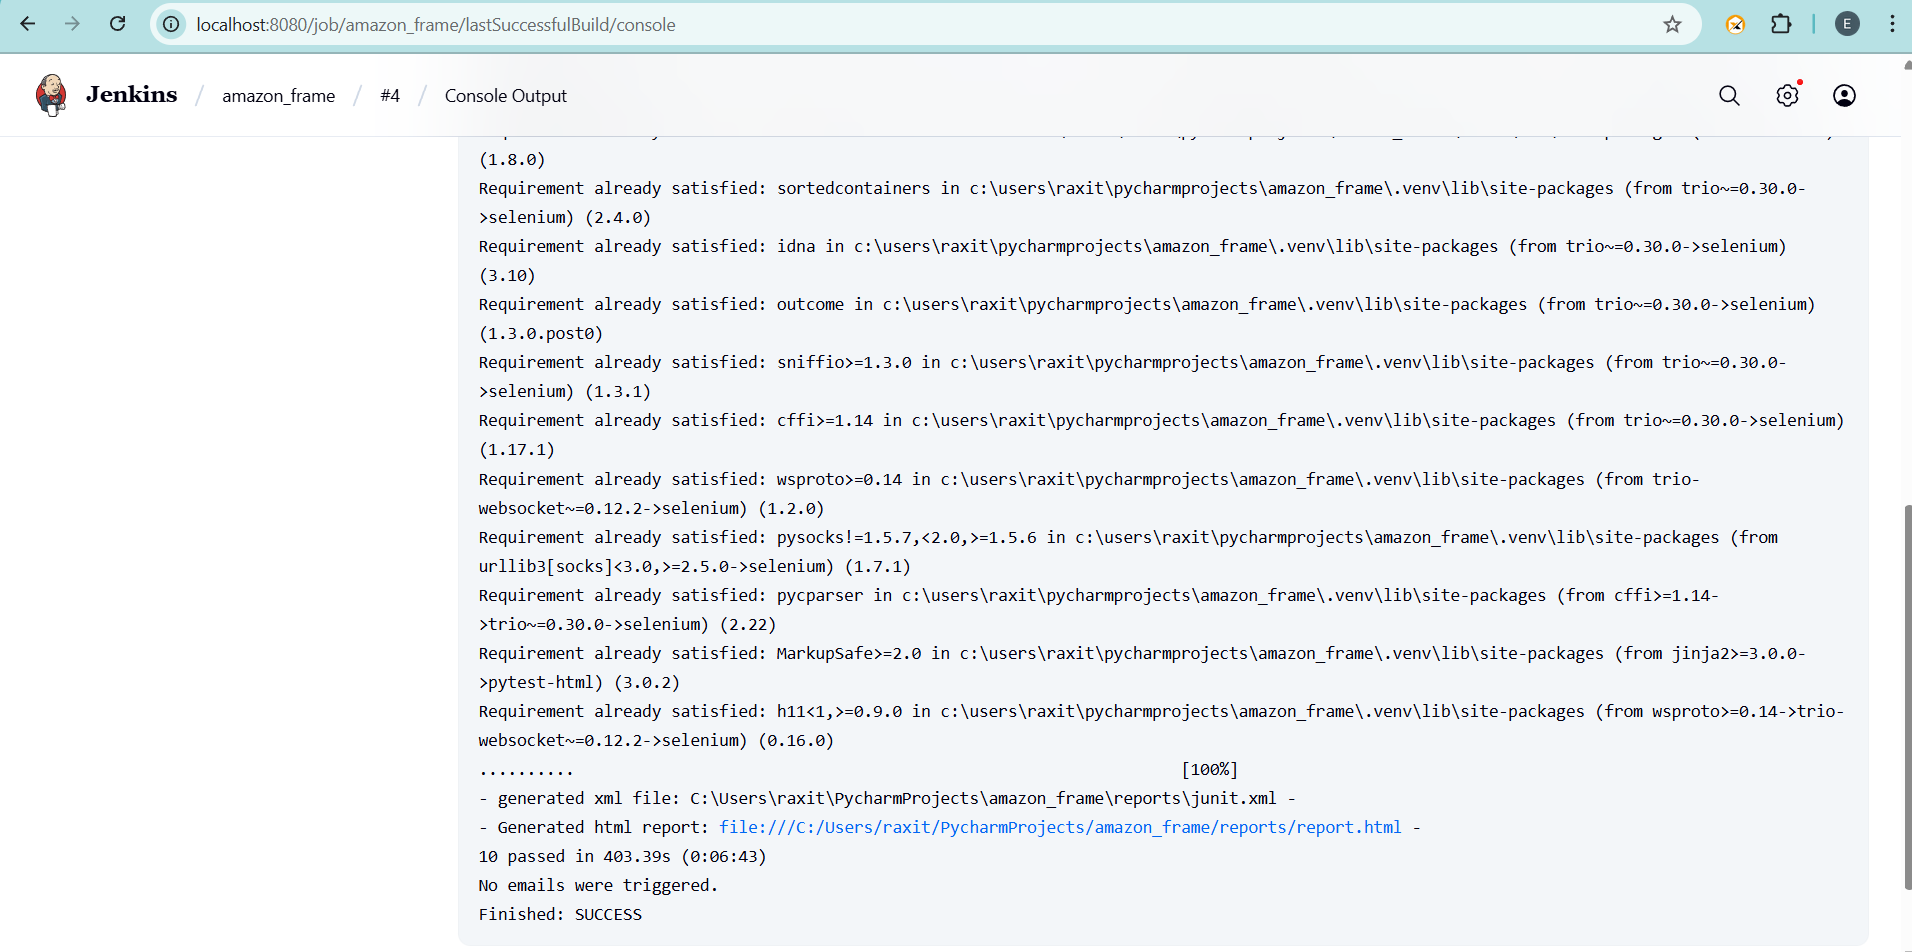 localhost:8080/job/amazon_frame/lastSuccessfulBuild/console
E
Jenkins / amazon_frame / #4 / Console Output
(1.8.0)
Requirement already satisfied: sortedcontainers in c:\users\raxit\pycharmprojects\amazon_frame\.venv\lib\site-packages (from trio~=0.30.0-
>selenium) (2.4.0)
Requirement already satisfied: idna in c:\users\raxit\pycharmprojects\amazon_frame\.venv\lib\site-packages (from trio~=0.30.0->selenium)
(3.10)
Requirement already satisfied: outcome in c:\users\raxit\pycharmprojects\amazon_frame\.venv\lib\site-packages (from trio~=0.30.0->selenium)
(1.3.0.post0)
Requirement already satisfied: sniffio>=1.3.0 in c:\users\raxit\pycharmprojects\amazon_frame\.venv\lib\site-packages (from trio~=0.30.0-
>selenium) (1.3.1)
Requirement already satisfied: cffi>=1.14 in c:\users\raxit\pycharmprojects\amazon_frame\.venv\lib\site-packages (from trio~=0.30.0->selenium)
(1.17.1)
Requirement already satisfied: wsproto>=0.14 in c:\users\raxit\pycharmprojects\amazon_frame\.venv\lib\site-packages (from trio-
websocket~=0.12.2->selenium) (1.2.0)
Requirement already satisfied: pysocks!=1.5.7,<2.0,>=1.5.6 in c:\users\raxit\pycharmprojects\amazon_frame\.venv\lib\site-packages (from
urllib3[socks]<3.0,>=2.5.0->selenium) (1.7.1)
Requirement already satisfied: pycparser in c:\users\raxit\pycharmprojects\amazon_frame\.venv\lib\site-packages (from cffi>=1.14-
>trio~=0.30.0->selenium) (2.22)
Requirement already satisfied: MarkupSafe>=2.0 in c:\users\raxit\pycharmprojects\amazon_frame\.venv\lib\site-packages (from jinja2>=3.0.0-
>pytest-html) (3.0.2)
Requirement already satisfied: h11<1,>=0.9.0 in c:\users\raxit\pycharmprojects\amazon_frame\.venv\lib\site-packages (from wsproto>=0.14->trio-
websocket~=0.12.2->selenium) (0.16.0)
.......... [100%]
- generated xml file: C:\Users\raxit\PycharmProjects\amazon_frame\reports\junit.xml -
- Generated html report: file:///C:/Users/raxit/PycharmProjects/amazon_frame/reports/report.html -
10 passed in 403.39s (0:06:43)
No emails were triggered.
Finished: SUCCESS